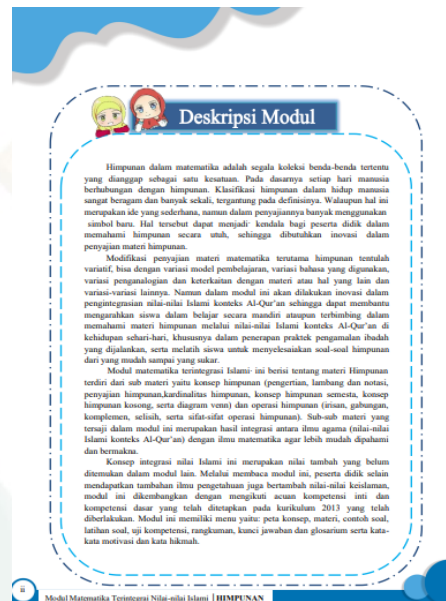 Deskripsi Modul
Himpunan dalam matematika adalah segala koleksi benda-benda tertentu
yang dianggap sebagai satu kesatuan. Pada dasarnya setiap hari manusia
berhubungan dengan himpunan. Klasifikasi himpunan dalam hidup manusia
sangat beragam dan banyak sekali, tergantung pada definisinya. Walaupun hal ini
merupakan ide yang sederhana, namun dalam penyajiannya banyak menggunakan
simbol baru. Hal tersebut dapat menjadi kendala bagi peserta didik dalam
memahami himpunan secara utuh, sehingga dibutuhkan inovasi dalam
penyajian materi himpunan.
Modifikasi penyajian materi matematika terutama himpunan tentulah
variatif, bisa dengan variasi model pembelajaran, variasi bahasa yang digunakan,
variasi penganalogian dan keterkaitan dengan materi atau hal yang lain dan
variasi-variasi lainnya. Namun dalam modul ini akan dilakukan inovasi dalam
pengintegrasian nilai-nilai Islami konteks Al-Qur'an sehingga dapat membantu
mengarahkan siswa dalam belajar secara mandiri ataupun terbimbing dalam
memahami materi himpunan melalui nilai-nilai Islami konteks Al-Qur'an di
kehidupan sehari-hari, khususnya dalam penerapan praktek pengamalan ibadah
yang dijalankan, serta melatih siswa untuk menyelesaikan soal-soal himpunan
dari yang mudah sampai yang sukar.
Modul matematika terintegrasi Islami ini berisi tentang materi Himpunan
terdiri dari sub materi yaitu konsep himpunan (pengertian, lambang dan notasi,
penyajian himpunan,kardinalitas himpunan, konsep himpunan semesta, konsep
himpunan kosong, serta diagram venn) dan operasi himpunan (irisan, gabungan,
komplemen, selisih, serta sifat-sifat operasi himpunan). Sub-sub materi yang
tersaji dalam modul ini merupakan hasil integrasi antara ilmu agama (nilai-nilai
Islami konteks Al-Qur'an) dengan ilmu matematika agar lebih mudah dipahami
dan bermakna.
Konsep integrasi nilai Islami ini merupakan nilai tambah yang belum
ditemukan dalam modul lain. Melalui membaca modul ini, peserta didik selain
mendapatkan tambahan ilmu pengetahuan juga bertambah nilai-nilai keislaman,
modul ini dikembangkan dengan mengikuti acuan kompetensi inti dan
kompetensi dasar yang telah ditetapkan pada kurikulum 2013 yang telah
diberlakukan. Modul ini memiliki menu yaitu: peta konsep, materi, contoh soal,
latihan soal, uji kompetensi, rangkuman, kunci jawaban dan glosarium serta kata-
kata motivasi dan kata hikmah.
ii
Modul Matematika Terintegrasi Nilai-nilai Islami | HIMPUNAN